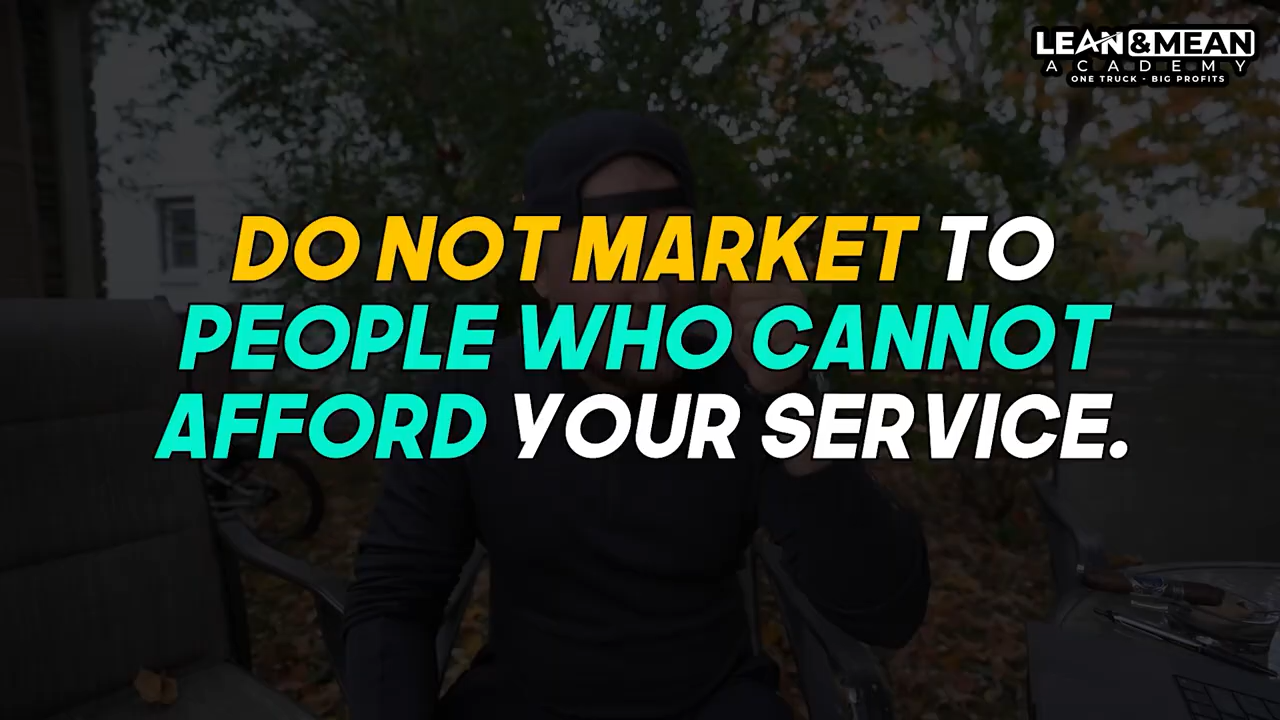 LEAN&MEAN
ACADEMY
ONE TRUCK - BIG PROFITS
DO NOT MARKET TO
PEOPLE WHO CANNOT
AFFORD YOUR SERVICE.